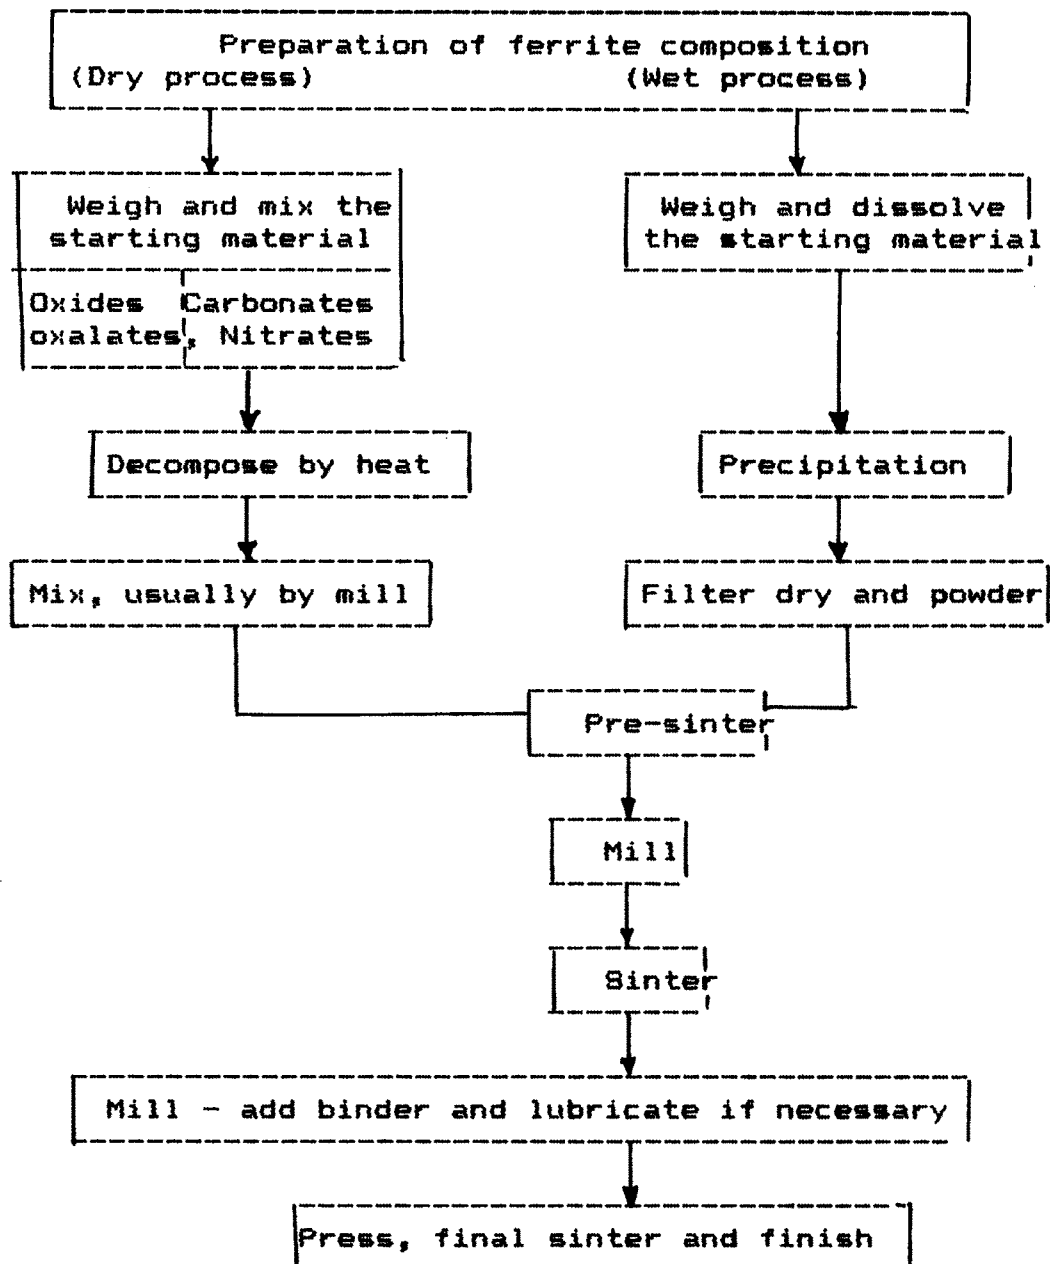 Preparation of ferrite composition
(Dry process) (Wet process)
Weigh and mix the
starting material
Oxides Carbonates
oxalates, Nitrates
Weigh and dissolve
the starting material
Decompose by heat
Precipitation
Mix, usually by mill
Filter dry and powder
Pre-sinter
Mill
Sinter
Mill - add binder and lubricate if necessary
Press, final sinter and finish